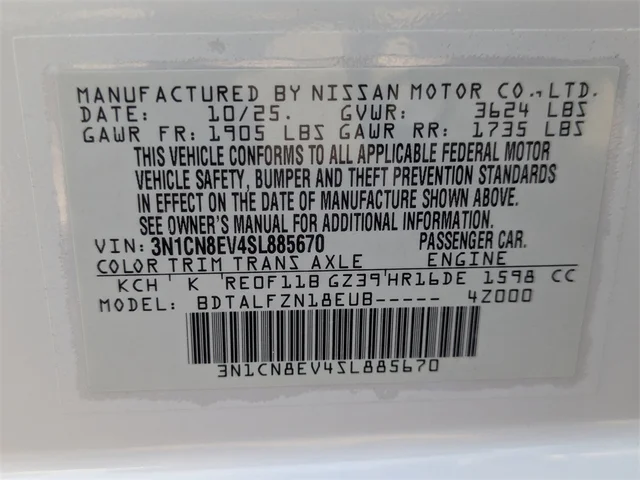 MANUFACTURED BY NISSAN MOTOR CO., LTD.
DATE: 10/25. GVWR: 3624 LBS
GAWR FR: 1905 LBS GAWR RR: 1735 LBS
THIS VEHICLE CONFORMS TO ALL APPLICABLE FEDERAL MOTOR
VEHICLE SAFETY, BUMPER AND THEFT PREVENTION STANDARDS
IN EFFECT ON THE DATE OF MANUFACTURE SHOWN ABOVE.
SEE OWNER'S MANUAL FOR ADDITIONAL INFORMATION.
VIN: 3N1CN8EV4SL885670 PASSENGER CAR.
COLOR TRIM TRANS AXLE ENGINE
KCH K RE0F11B GZ39 HR16DE 1598 CC
MODEL: BDTALFZN18EUB----- 4Z000
3N1CN8EV4SL885670